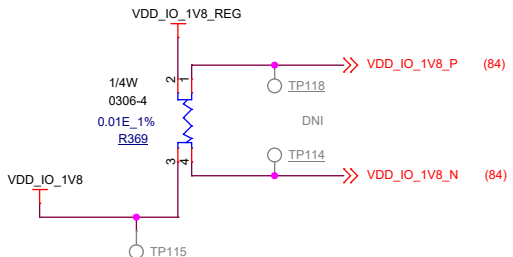 VDD_IO_1V8_REG
VDD_IO_1V8_P (84)
1/4W
2
1
TP118
0306-4
0.01E_1%
DNI
R369
TP114
3
4
VDD_IO_1V8_N (84)
VDD_IO_1V8
TP115